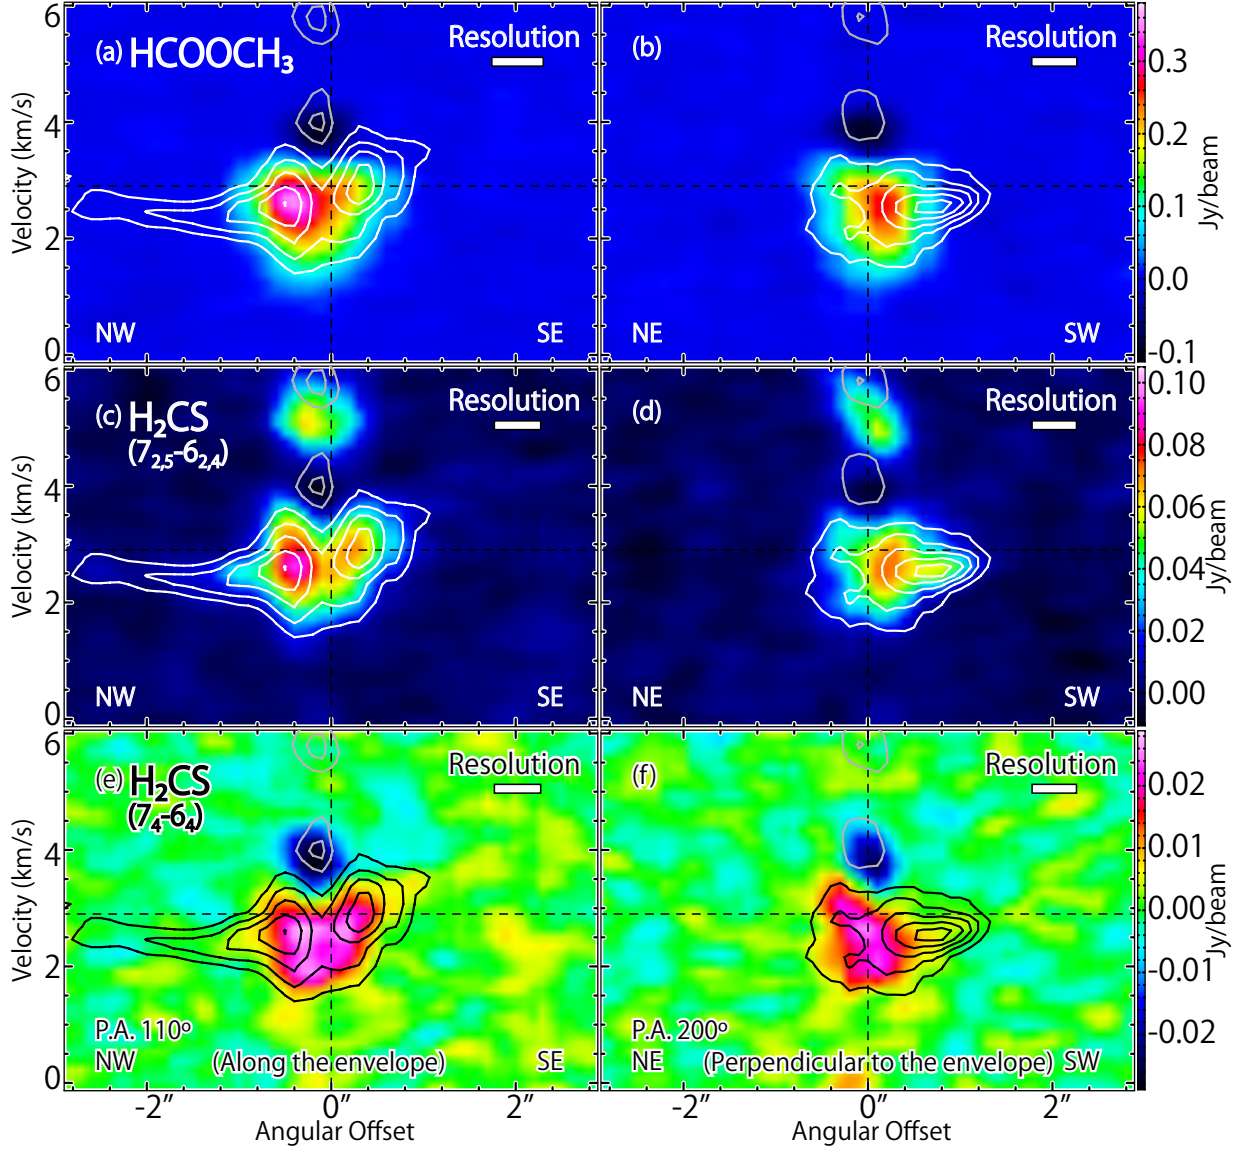 6
(a) HCOOCH₃
Resolution
(b)
Resolution
0.3
4
0.2
Velocity (km/s)
0.1
Jy/beam
2
0.0
NW
SE
NE
SW
0
-0.1
6
(c) H₂CS
(7₂,₅-6₂,₄)
Resolution
(d)
Resolution
0.10
0.08
4
0.06
Velocity (km/s)
0.04
Jy/beam
2
0.02
NW
SE
NE
SW
0.00
0
6
(e) H₂CS
(7₄-6₄)
Resolution
(f)
Resolution
0.02
4
0.01
Velocity (km/s)
0.00
Jy/beam
2
-0.01
P.A. 110º
P.A. 200º
-0.02
NW
(Along the envelope)
SE
NE
(Perpendicular to the envelope)
SW
0
-2″
0″
2″
-2″
0″
2″
Angular Offset
Angular Offset